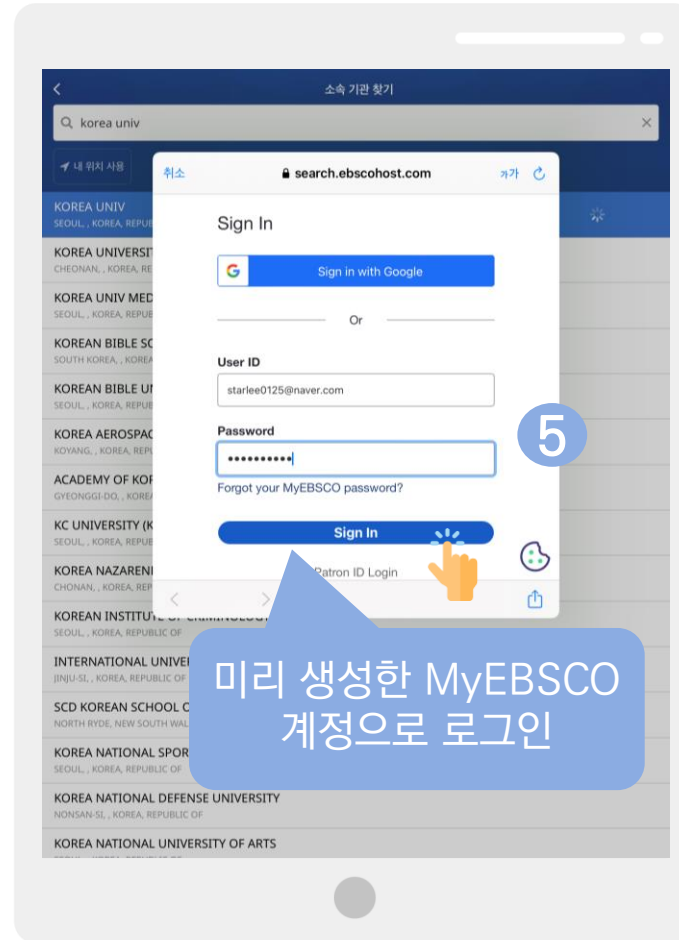 소속 기관 찾기
korea univ
내 위치 사용
취소
search.ebscohost.com
가가
KOREA UNIV
SEOUL, , KOREA, REPUB
Sign In
KOREA UNIVERSIT
CHEONAN, , KOREA, RE
G Sign in with Google
KOREA UNIV MED
SEOUL, , KOREA, REPUB
Or
KOREAN BIBLE SC
SOUTH KOREA, , KOREA
User ID
KOREAN BIBLE UN
SEOUL, , KOREA, REPUB
starlee0125@naver.com
KOREA AEROSPAC
KOYANG, , KOREA, REPU
Password
••••••••••
5
ACADEMY OF KOR
GYEONGGI-DO, , KOREA
Forgot your MyEBSCO password?
KC UNIVERSITY (K
SEOUL, , KOREA, REPUB
Sign In
KOREA NAZARENE
CHONAN, , KOREA, REP
Patron ID Login
KOREAN INSTITUTE OF CRIMINOLOGY
SEOUL, , KOREA, REPUBLIC OF
INTERNATIONAL UNIVE
JINJU-SI, , KOREA, REPUBLIC OF
SCD KOREAN SCHOOL O
NORTH RYDE, NEW SOUTH WAL
KOREA NATIONAL SPOR
SEOUL, , KOREA, REPUBLIC OF
미리 생성한 MyEBSCO
계정으로 로그인
KOREA NATIONAL DEFENSE UNIVERSITY
NONSAN-SI, , KOREA, REPUBLIC OF
KOREA NATIONAL UNIVERSITY OF ARTS